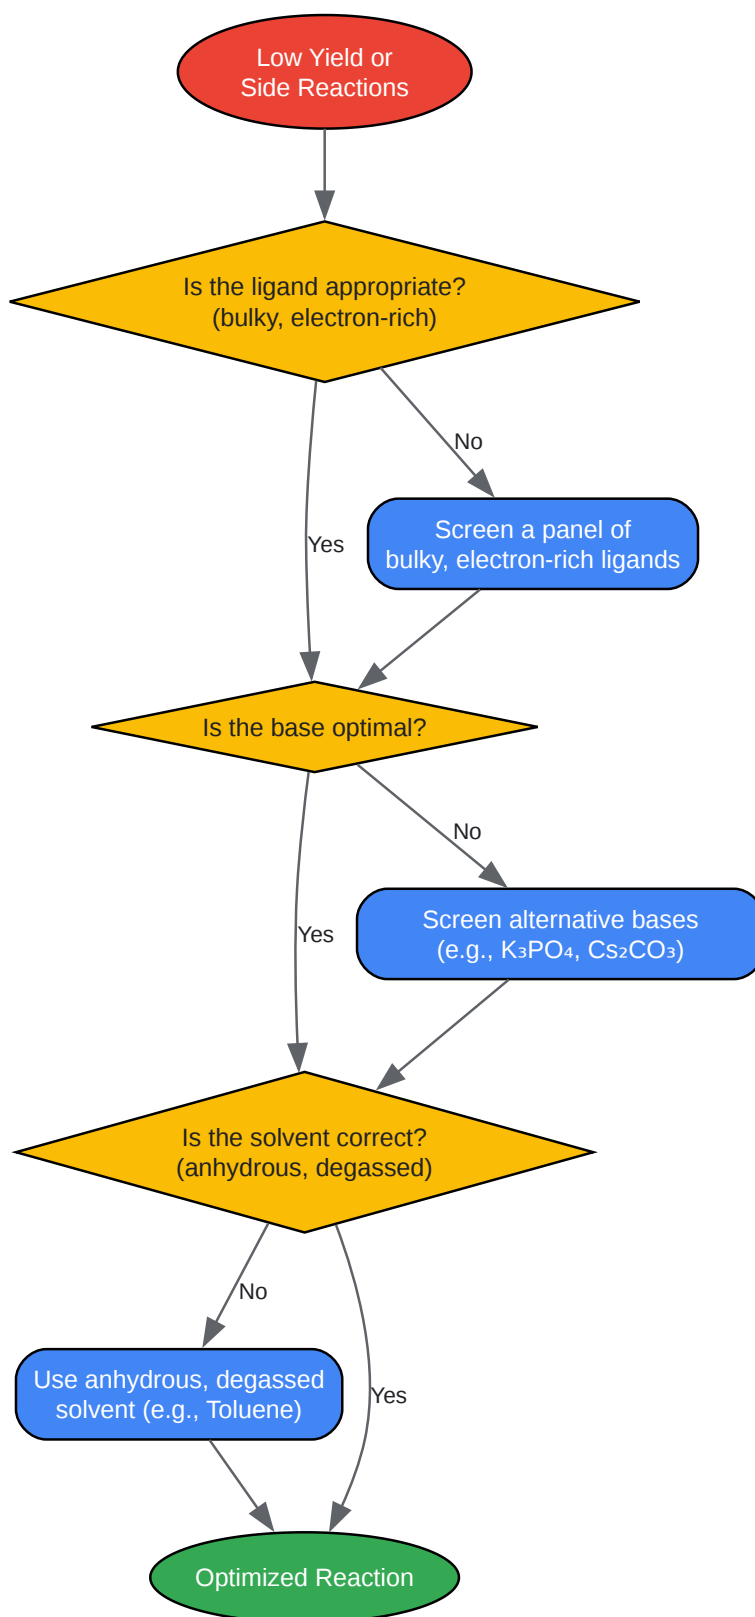 Low Yield or
Side Reactions
Is the ligand appropriate?
(bulky, electron-rich)
No
Screen a panel of
bulky, electron-rich ligands
Yes
Is the base optimal?
No
Screen alternative bases
(e.g., K₃PO₄, Cs₂CO₃)
Yes
Is the solvent correct?
(anhydrous, degassed)
No
Use anhydrous, degassed
solvent (e.g., Toluene)
Yes
Optimized Reaction